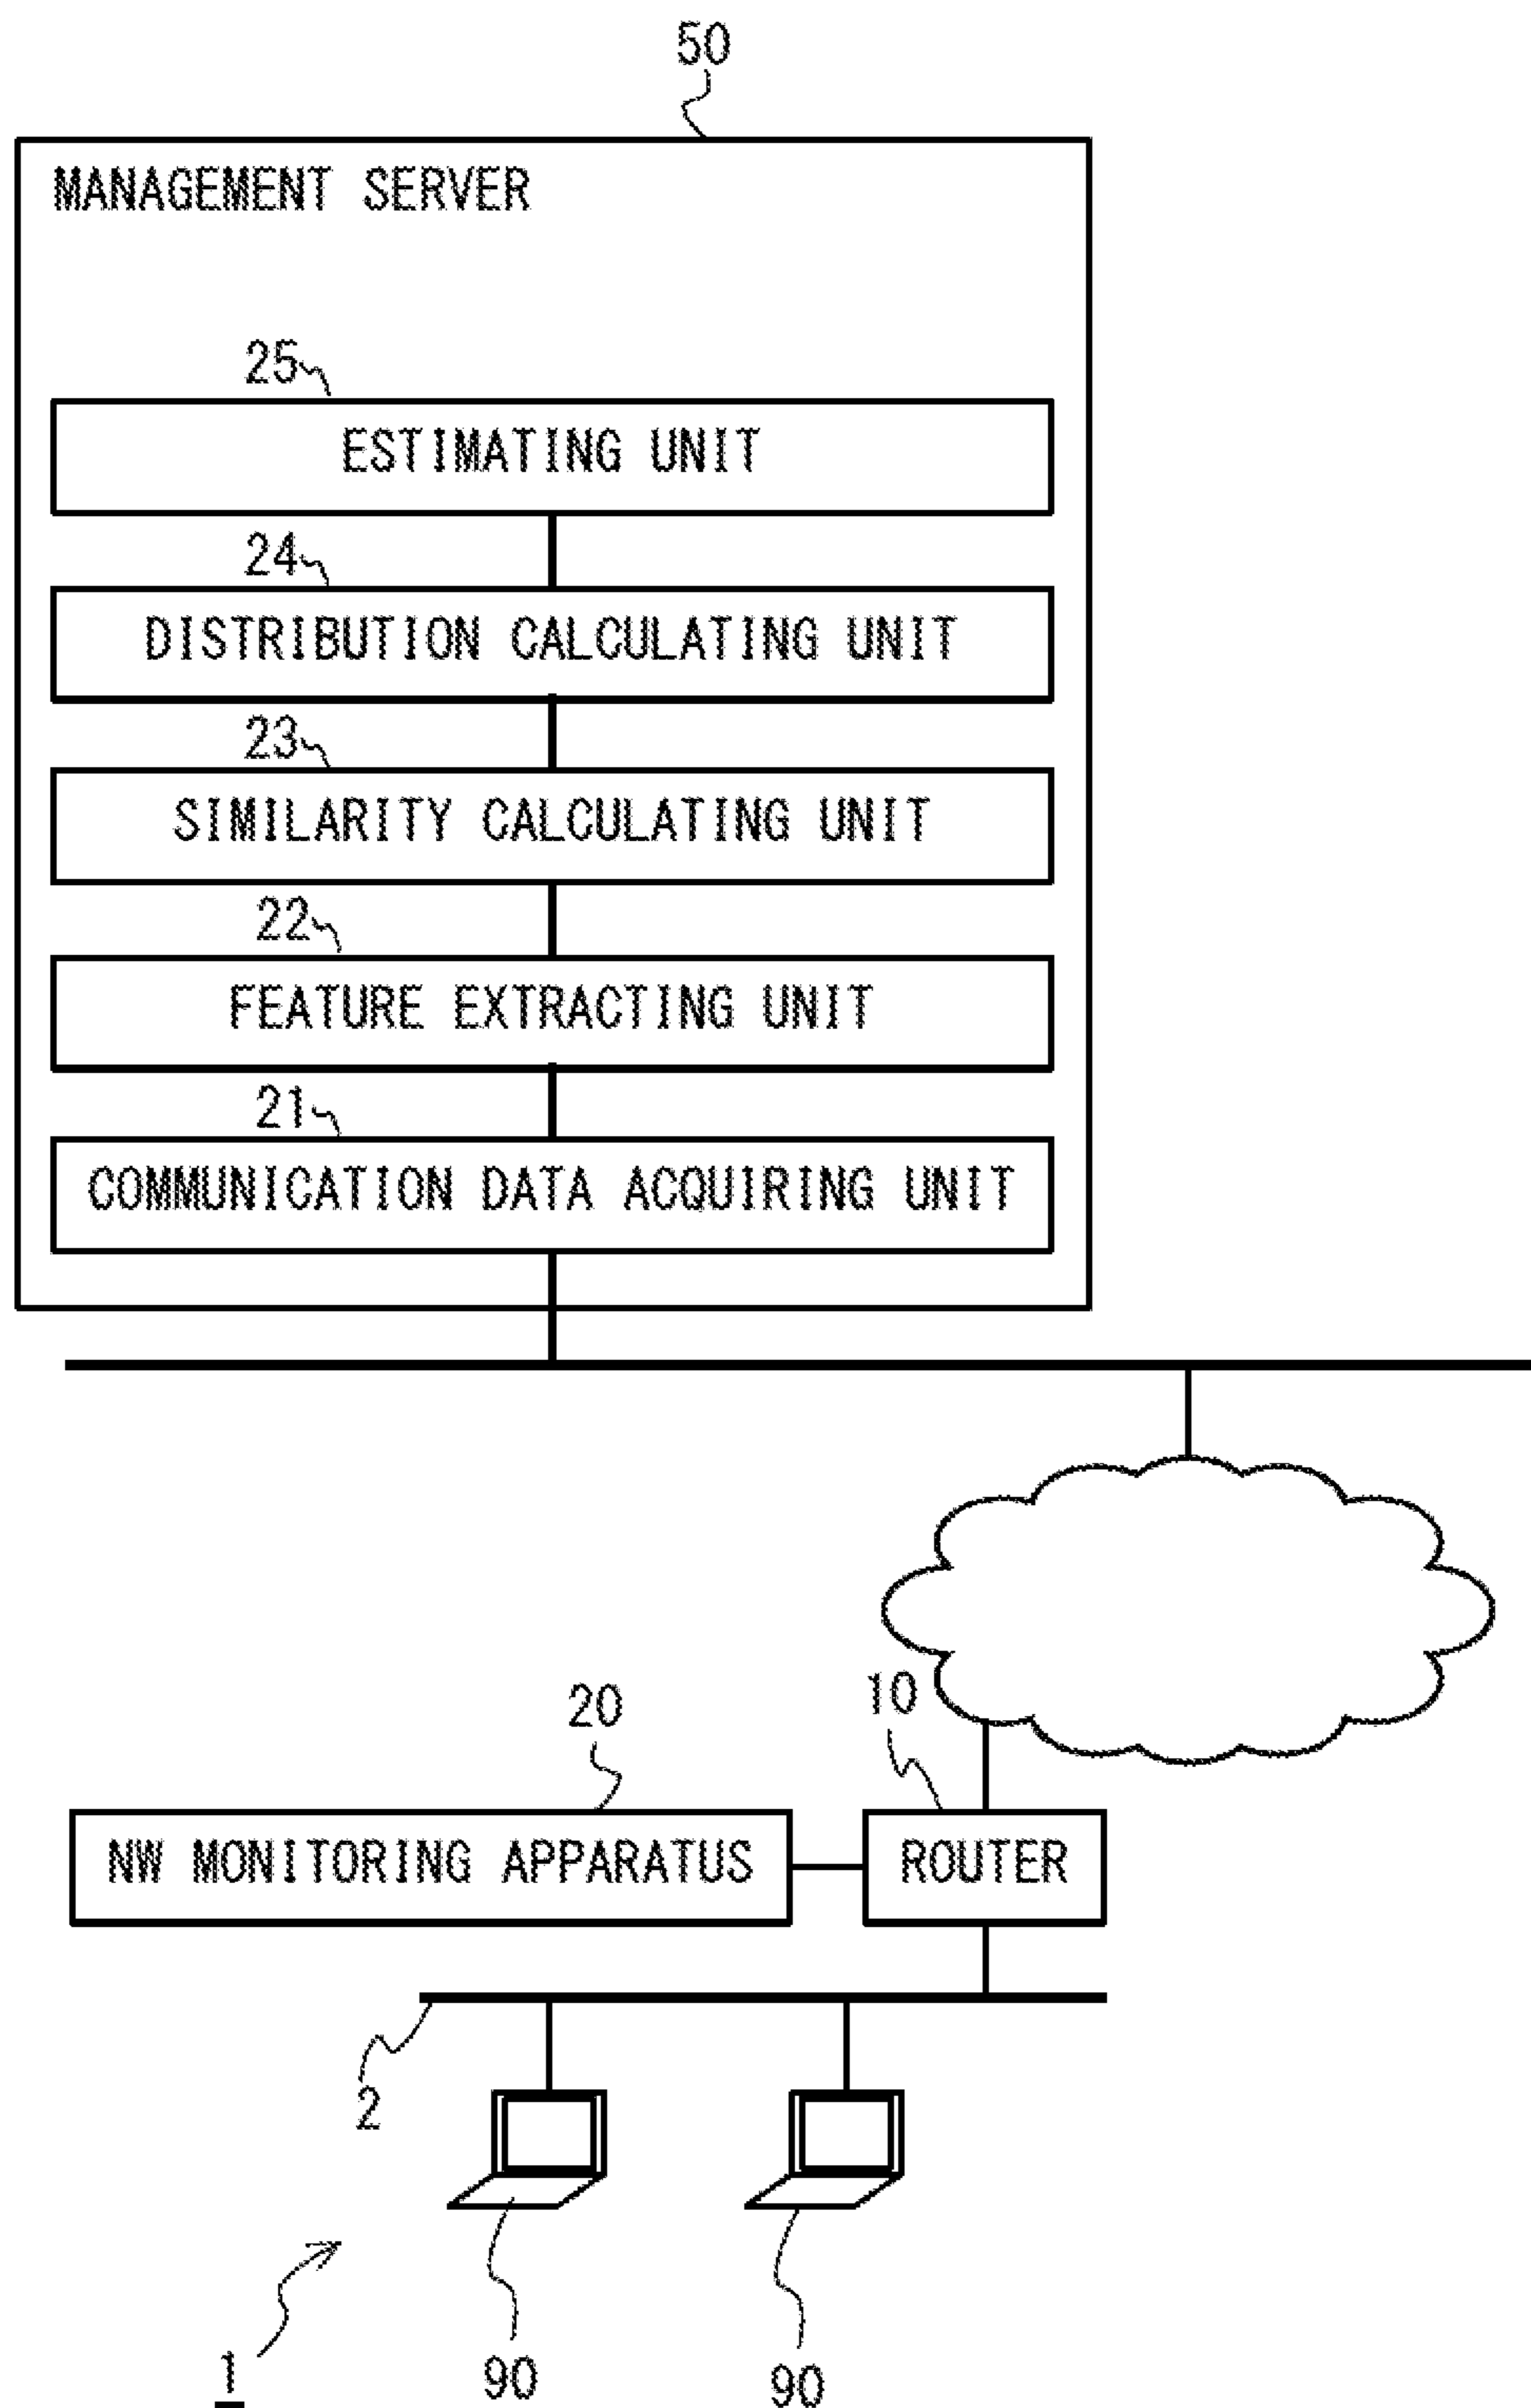 50
MANAGEMENT SERVER
25
ESTIMATING UNIT
24
DISTRIBUTION CALCULATING UNIT
23
SIMILARITY CALCULATING UNIT
22
FEATURE EXTRACTING UNIT
21
COMMUNICATION DATA ACQUIRING UNIT
20
10
NW MONITORING APPARATUS
ROUTER
2
1
90
90